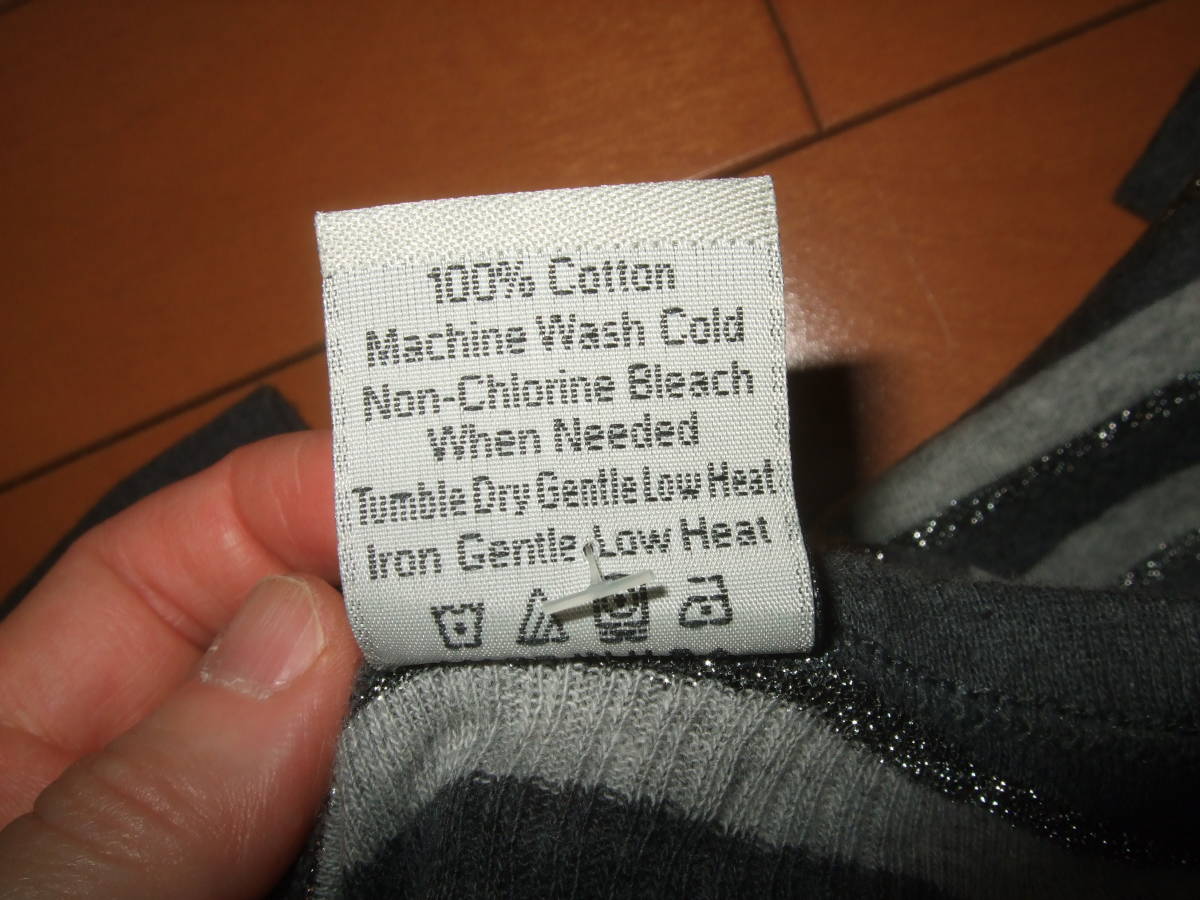 100% Cotton
Machine Wash Cold
Non-Chlorine Bleach
When Needed
Tumble Dry Gentle Low Heat
Iron Gentle Low Heat